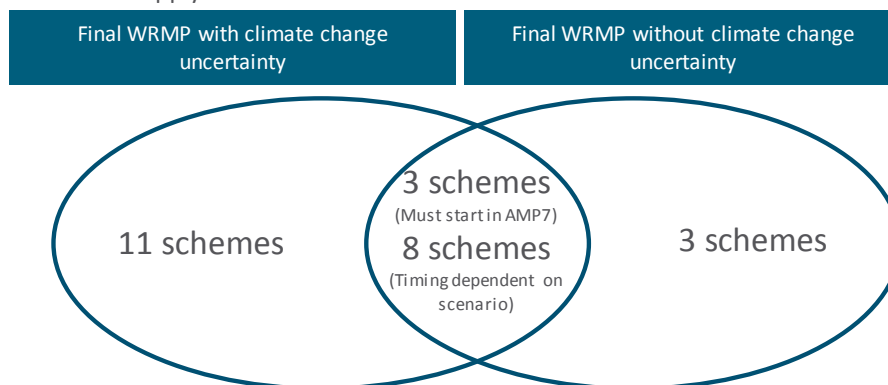 Final WRMP with climate change
uncertainty
Final WRMP without climate change
uncertainty
3 schemes
(Must start in AMP7)
11 schemes
8 schemes
3 schemes
(Timing dependent on
scenario)